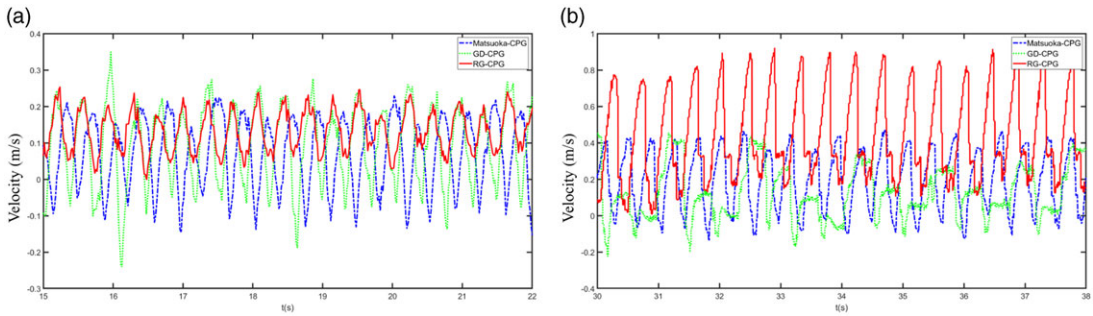 (a)
0.4
0.3
0.2
0.1
0
-0.1
-0.2
-0.3
Velocity (m/s)
15 16 17 18 19 20 21 22
t(s)
Matsuoka-CPG
GD-CPG
RG-CPG
(b)
1
0.8
0.6
0.4
0.2
0
-0.2
-0.4
Velocity (m/s)
30 31 32 33 34 35 36 37 38
t(s)
Matsuoka-CPG
GD-CPG
RG-CPG